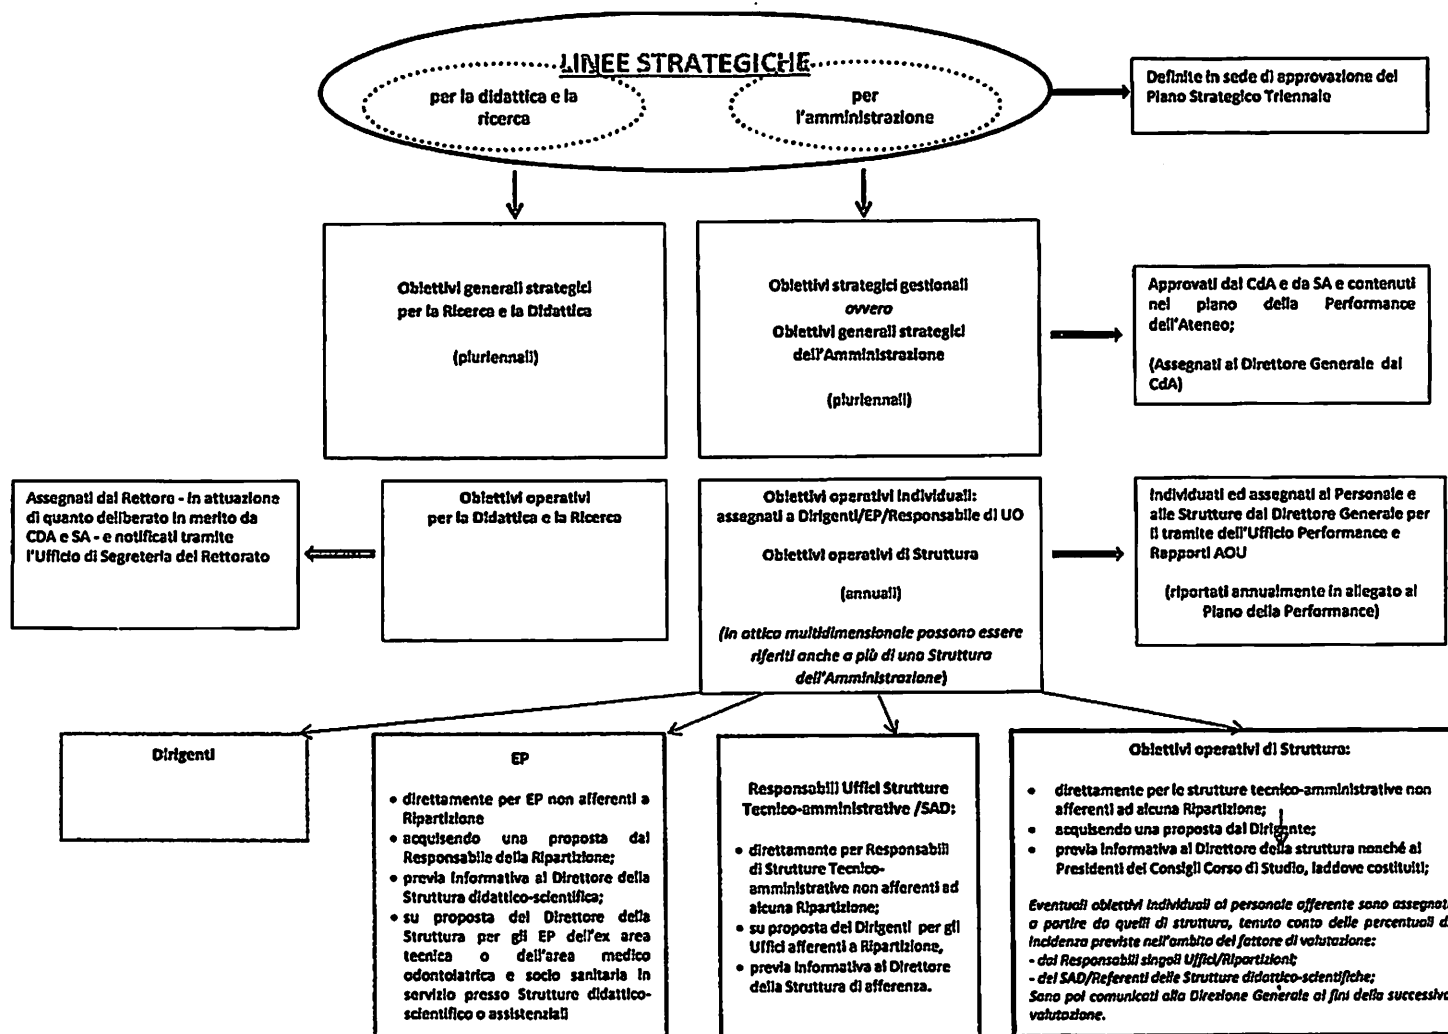 LINEE STRATEGICHE
per la didattica e la
ricerca
per
l'amministrazione
Definite in sede di approvazione del
Piano Strategico Triennale
Obiettivi generali strategici
per la Ricerca e la Didattica
(pluriennali)
Obiettivi strategici gestionali
ovvero
Obiettivi generali strategici
dell'Amministrazione
(pluriennali)
Approvati dal CdA e da SA e contenuti
nel piano della Performance
dell'Ateneo;
(Assegnati al Direttore Generale dal
CdA)
Assegnati dal Rettore - in attuazione
di quanto deliberato in merito da
CDA e SA - e notificati tramite
l'Ufficio di Segreteria del Rettorato
Obiettivi operativi
per la Didattica e la Ricerca
Obiettivi operativi individuali:
assegnati a Dirigenti/EP/Responsabile di UO
Obiettivi operativi di Struttura
(annuali)
(in ottica multidimensionale possono essere
riferiti anche a più di una Struttura
dell'Amministrazione)
Individuati ed assegnati al Personale e
alle Strutture dal Direttore Generale per
il tramite dell'Ufficio Performance e
Rapporti AOU
(riportati annualmente in allegato al
Piano della Performance)
Dirigenti
EP
• direttamente per EP non afferenti a
Ripartizione
• acquisendo una proposta dal
Responsabile della Ripartizione;
• previa informativa al Direttore della
Struttura didattico-scientifica;
• su proposta del Direttore della
Struttura per gli EP dell'ex area
tecnica o dell'area medico
odontoiatrica e socio sanitaria in
servizio presso Strutture didattico-
scientifico o assistenziali
Responsabili Uffici Strutture
Tecnico-amministrative /SAD:
• direttamente per Responsabili
di Strutture Tecnico-
amministrative non afferenti ad
alcuna Ripartizione;
• su proposta dei Dirigenti per gli
Uffici afferenti a Ripartizione,
• previa informativa al Direttore
della Struttura di afferenza.
Obiettivi operativi di Struttura:
• direttamente per le strutture tecnico-amministrative non
afferenti ad alcuna Ripartizione;
• acquisendo una proposta dal Dirigente;
• previa informativa al Direttore della struttura nonché ai
Presidenti dei Consigli Corso di Studio, laddove costituiti;
Eventuali obiettivi individuali al personale afferente sono assegnati
a partire da quelli di struttura, tenuto conto delle percentuali di
incidenza previste nell'ambito del fattore di valutazione:
- dai Responsabili singoli Uffici/Ripartizioni;
- dei SAD/Referenti delle Strutture didattico-scientifiche;
Sono poi comunicati alla Direzione Generale ai fini della successiva
valutazione.